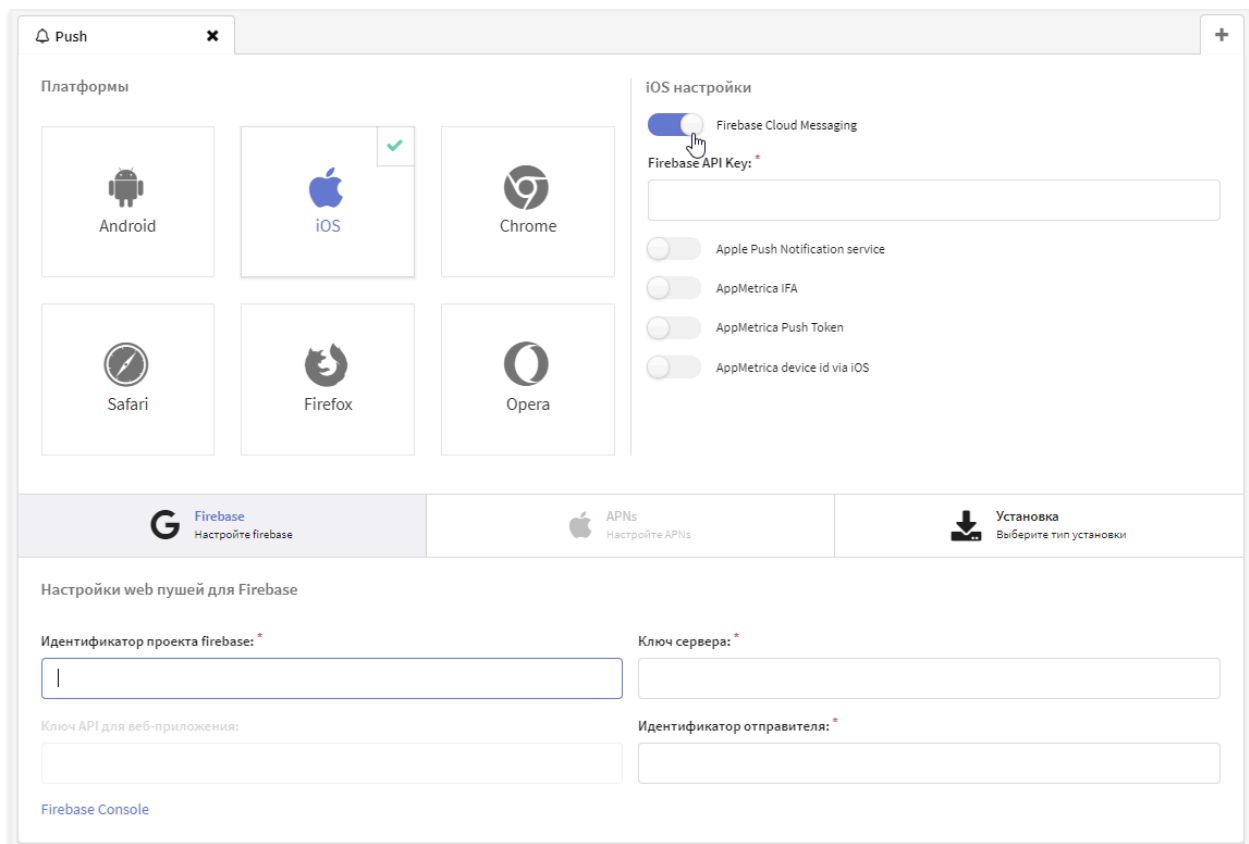 Push
Платформы
Android
iOS
Chrome
Safari
Firefox
Opera
iOS настройки
Firebase Cloud Messaging
Firebase API Key: *
Apple Push Notification service
AppMetrica IFA
AppMetrica Push Token
AppMetrica device id via iOS
Firebase
Настройте firebase
APNs
Настройте APNs
Установка
Выберите тип установки
Настройки web пушей для Firebase
Идентификатор проекта firebase: *
Ключ сервера: *
Ключ API для веб-приложения:
Идентификатор отправителя: *
Firebase Console